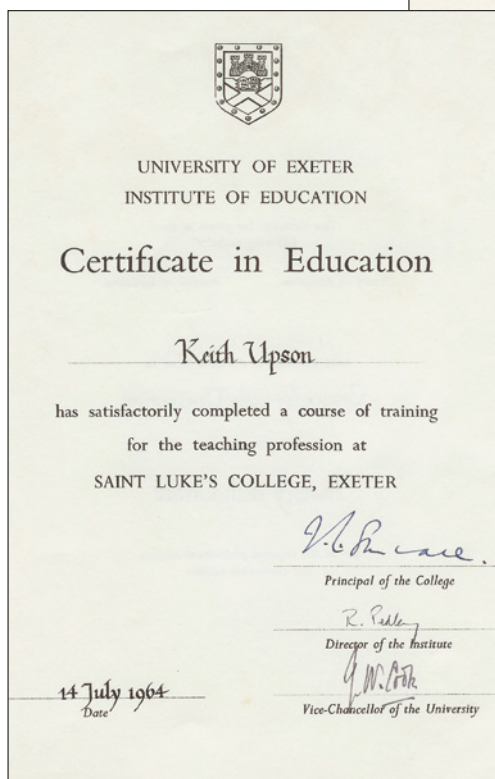 UNIVERSITY OF EXETER
INSTITUTE OF EDUCATION
Certificate in Education
Keith Upson
has satisfactorily completed a course of training
for the teaching profession at
SAINT LUKE'S COLLEGE, EXETER
Principal of the College
R. Pedley
Director of the Institute
J. W. Cook
14 July 1964
Date
Vice-Chancellor of the University